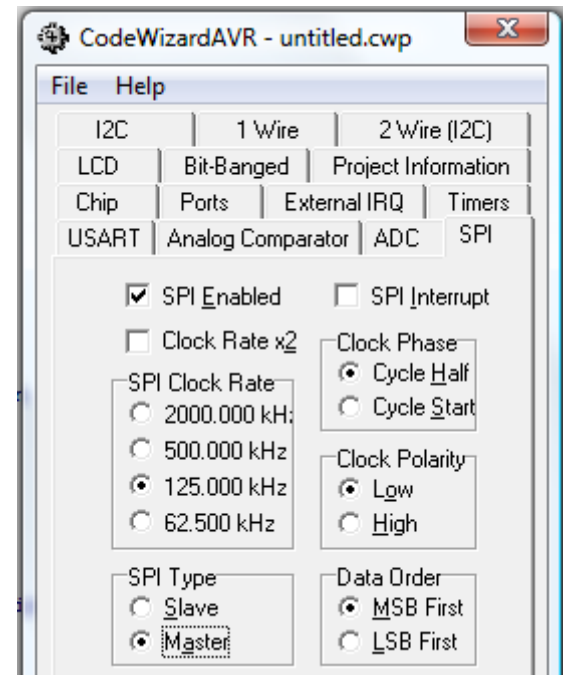 CodeWizardAVR - untitled.cwp
File Help
I2C 1 Wire 2 Wire (I2C)
LCD Bit-Banged Project Information
Chip Ports External IRQ Timers
USART Analog Comparator ADC SPI
SPI Enabled SPI Interrupt
Clock Rate x2
Clock Phase
Cycle Half
Cycle Start
SPI Clock Rate
2000.000 kH:
500.000 kHz
125.000 kHz
62.500 kHz
Clock Polarity
Low
High
SPI Type
Slave
Master
Data Order
MSB First
LSB First